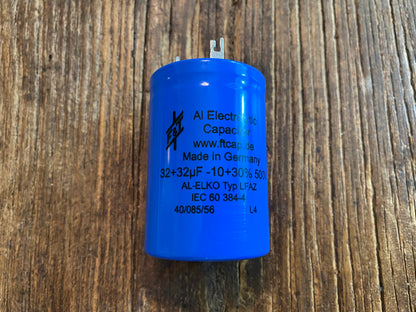 Al Electrolytic
Capacitor
www.ftcap.de
Made in Germany
32+32µF -10+30% 500
AL-ELKO Typ LFAZ
IEC 60 384-4
40/085/56 L4